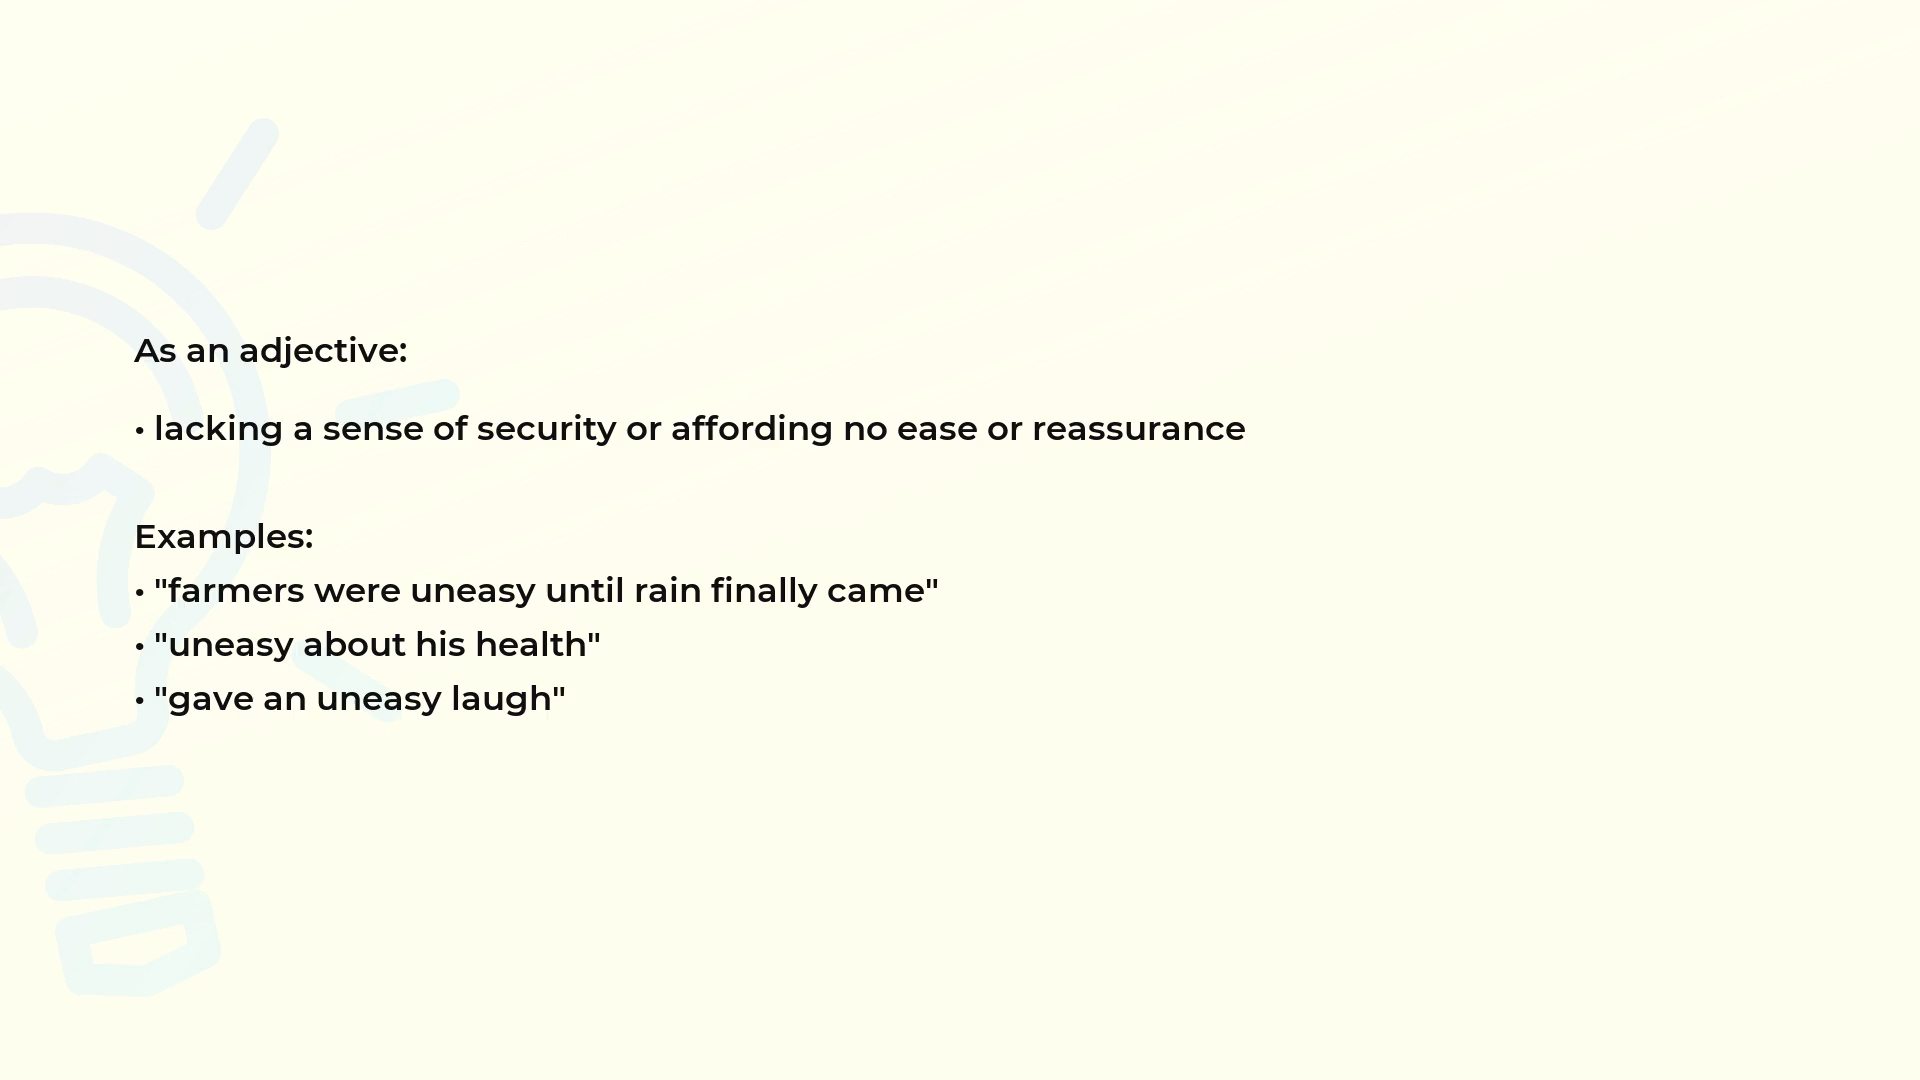 As an adjective:
• lacking a sense of security or affording no ease or reassurance
Examples:
• "farmers were uneasy until rain finally came"
• "uneasy about his health"
• "gave an uneasy laugh"